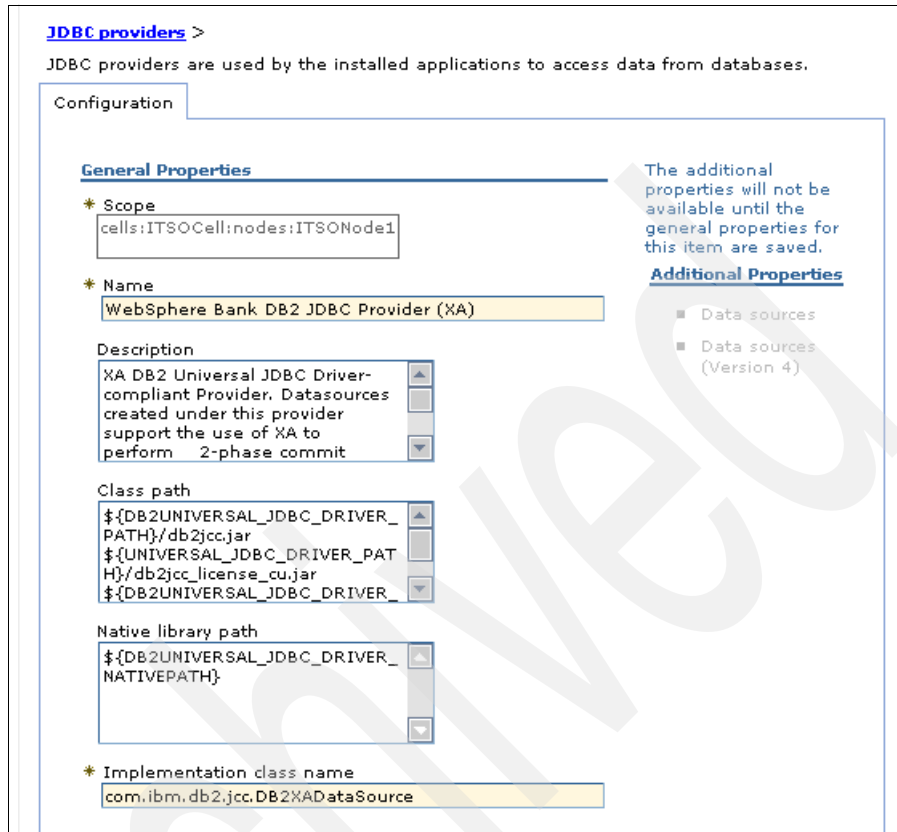 JDBC providers >
JDBC providers are used by the installed applications to access data from databases.
Configuration
General Properties
* Scope
cells:ITSOCell:nodes:ITSONode1
* Name
WebSphere Bank DB2 JDBC Provider (XA)
Description
XA DB2 Universal JDBC Driver-
compliant Provider. Datasources
created under this provider
support the use of XA to
perform 2-phase commit
Class path
${DB2UNIVERSAL_JDBC_DRIVER_
PATH}/db2jcc.jar
${UNIVERSAL_JDBC_DRIVER_PAT
H}/db2jcc_license_cu.jar
${DB2UNIVERSAL_JDBC_DRIVER_
Native library path
${DB2UNIVERSAL_JDBC_DRIVER_
NATIVEPATH}
* Implementation class name
com.ibm.db2.jcc.DB2XADataSource
The additional
properties will not be
available until the
general properties for
this item are saved.
Additional Properties
Data sources
Data sources
(Version 4)